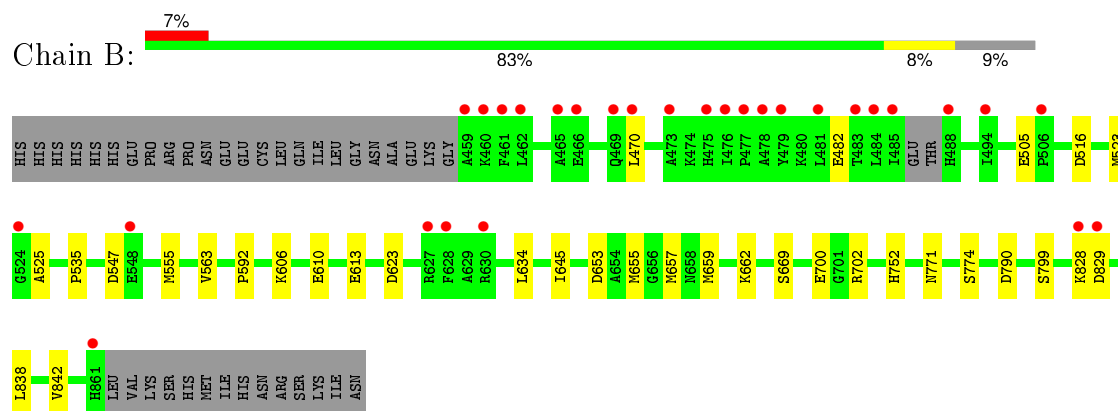 7%
Chain B:
83% 8% 9%
HIS HIS HIS HIS HIS HIS GLU PRO ARG PRO ASN GLU GLU CYS LEU GLN ILE LEU GLY ASN ALA GLU LYS GLY A459 K460 F461 L462 A465 E466 Q469 L470 A473 K474 H475 I476 P477 A478 Y479 K480 L481 E482 T483 L484 I485 GLU THR H488 I494 E505 P506 D516
G524 A525 P535 D547 E548 M555 V563 P592 K606 E610 E613 D623 R627 F628 A629 R630 L634 I645 D653 A654 M655 G656 M657 N658 M659 K662 S669 E700 G701 R702 H752 N771 S774 D790 S799 K828 D829
L838 V842 H861 LEU VAL LYS SER HIS MET ILE HIS ASN ARG SER LYS ILE ASN